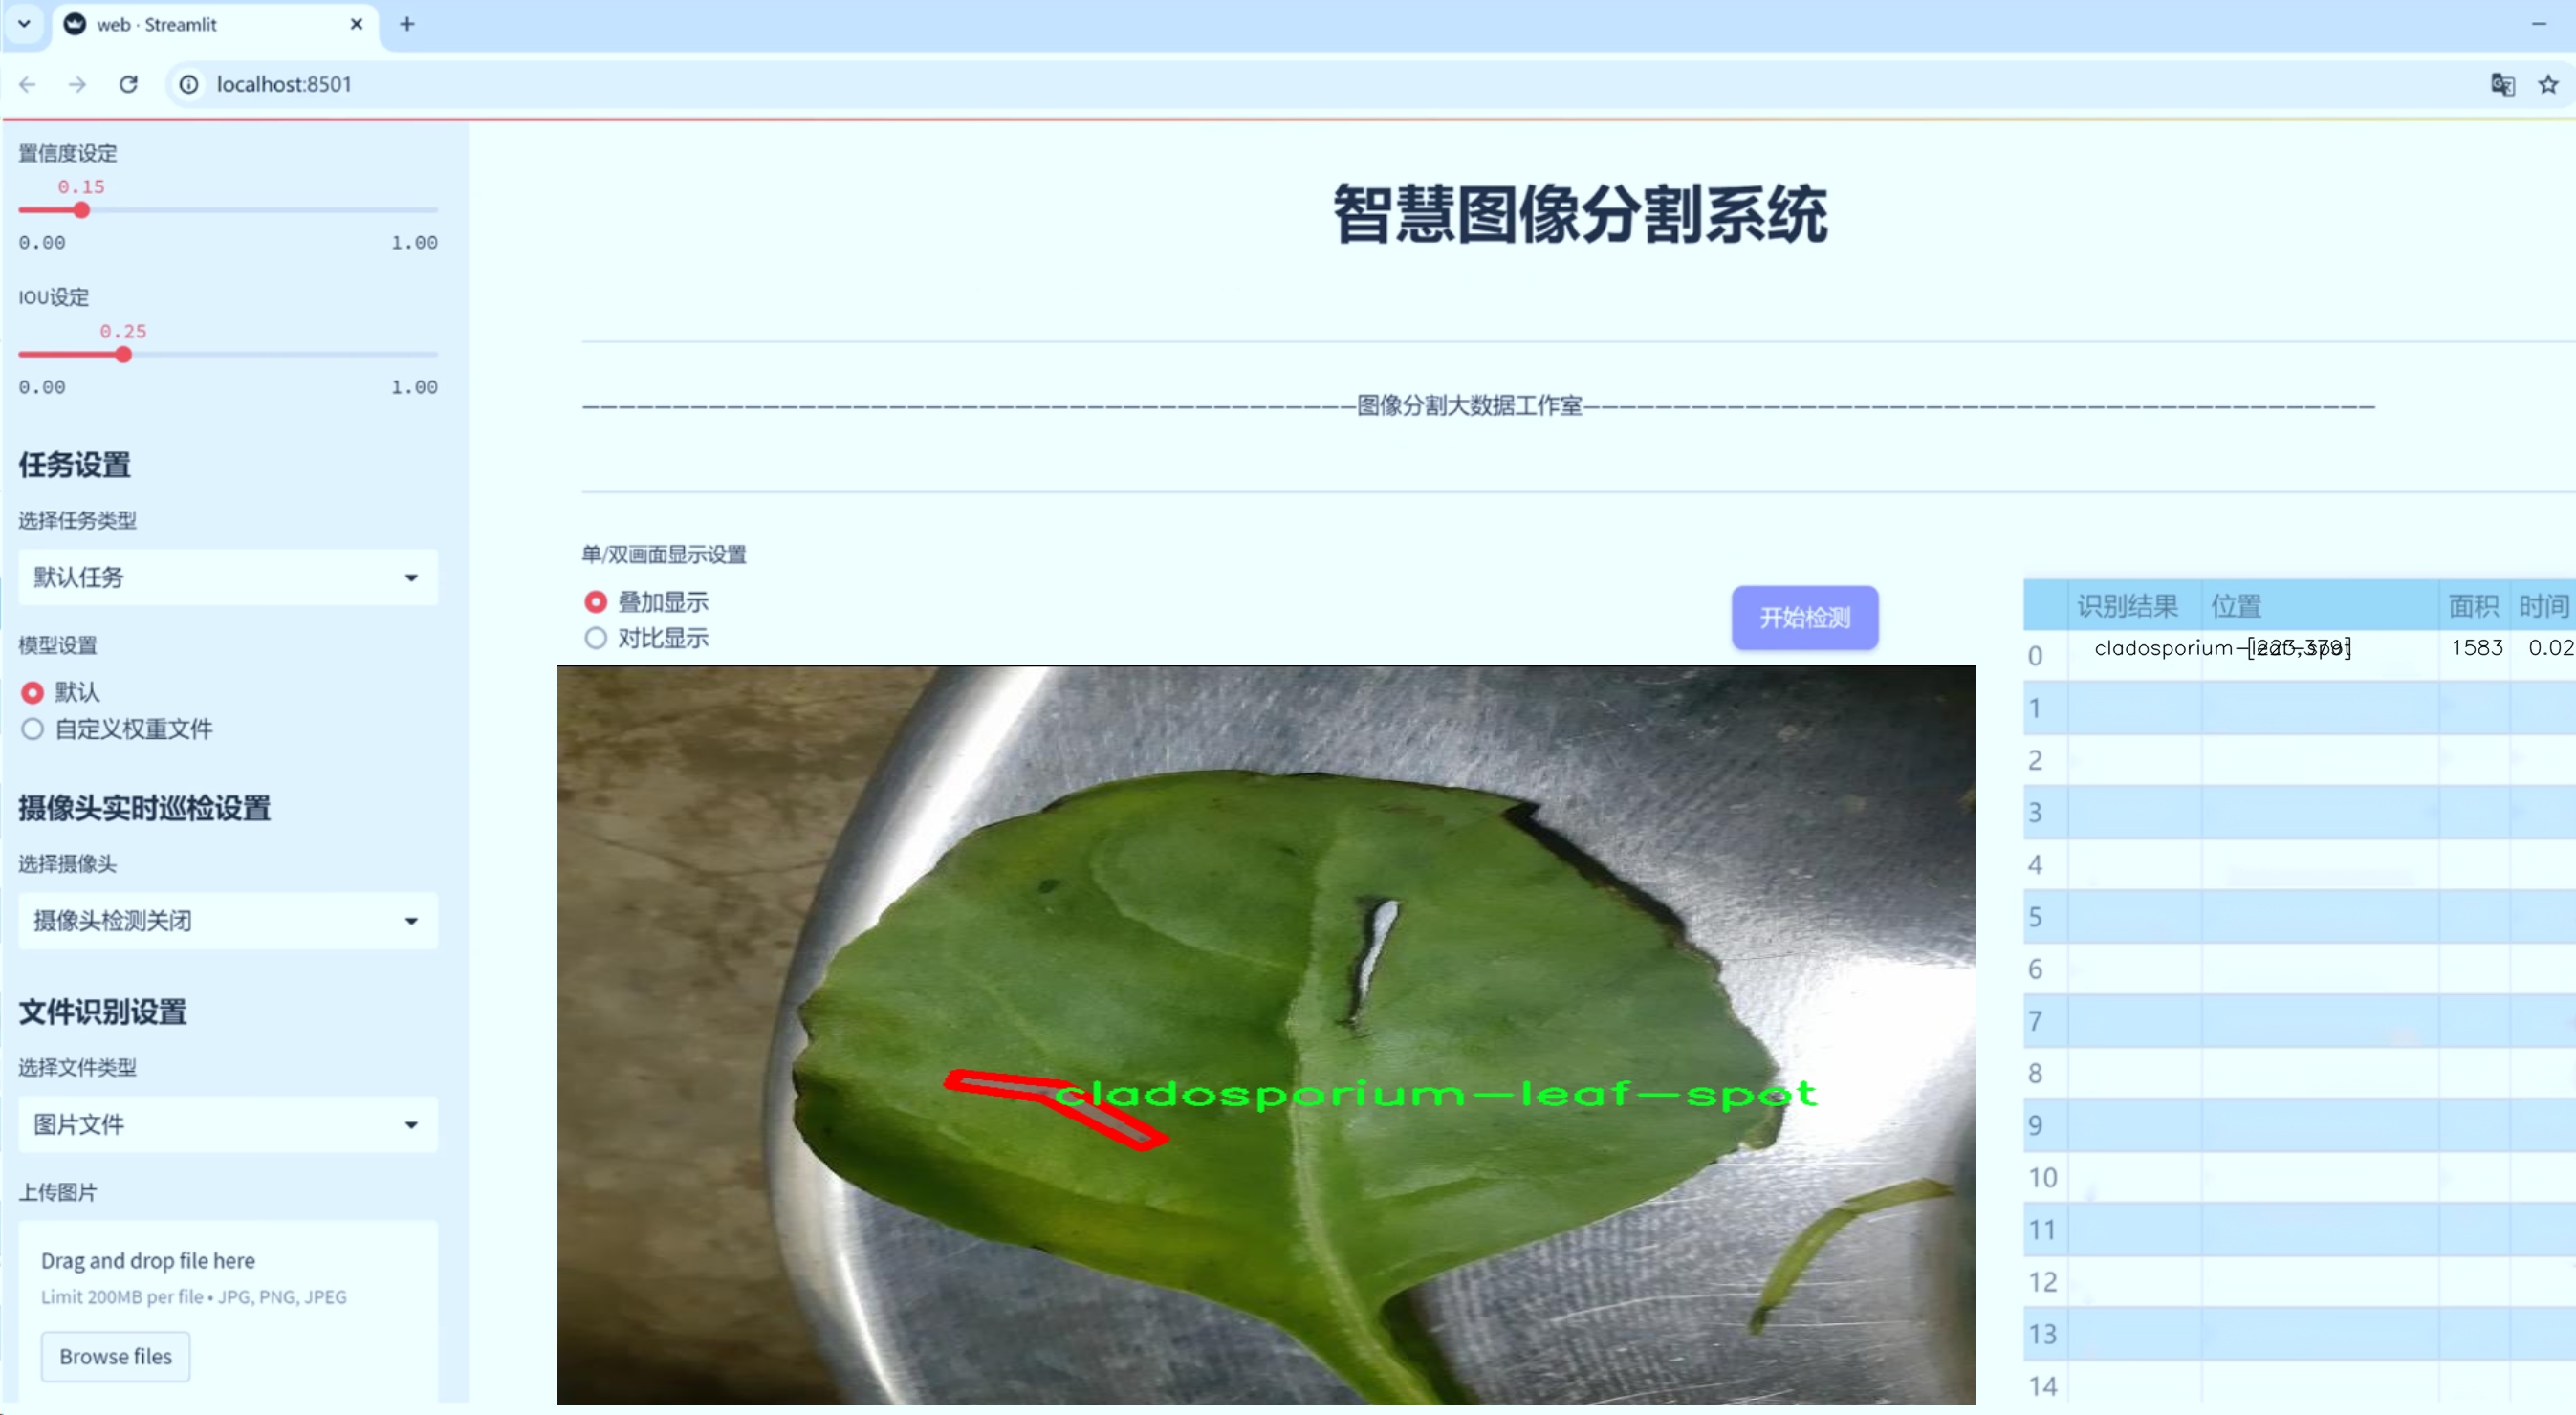 web · Streamlit
localhost:8501
置信度设定
0.15
0.00 1.00
IOU设定
0.25
0.00 1.00
任务设置
选择任务类型
默认任务
模型设置
默认
自定义权重文件
摄像头实时巡检设置
选择摄像头
摄像头检测关闭
文件识别设置
选择文件类型
图片文件
上传图片
Drag and drop file here
Limit 200MB per file • JPG, PNG, JPEG
Browse files
智慧图像分割系统
图像分割大数据工作室
单/双画面显示设置
叠加显示
对比显示
开始检测
cladosporium-leaf-spot
识别结果 位置 面积 时间
0 cladosporium-leaf-spot 1583 0.02
1
2
3
4
5
6
7
8
9
10
11
12
13
14